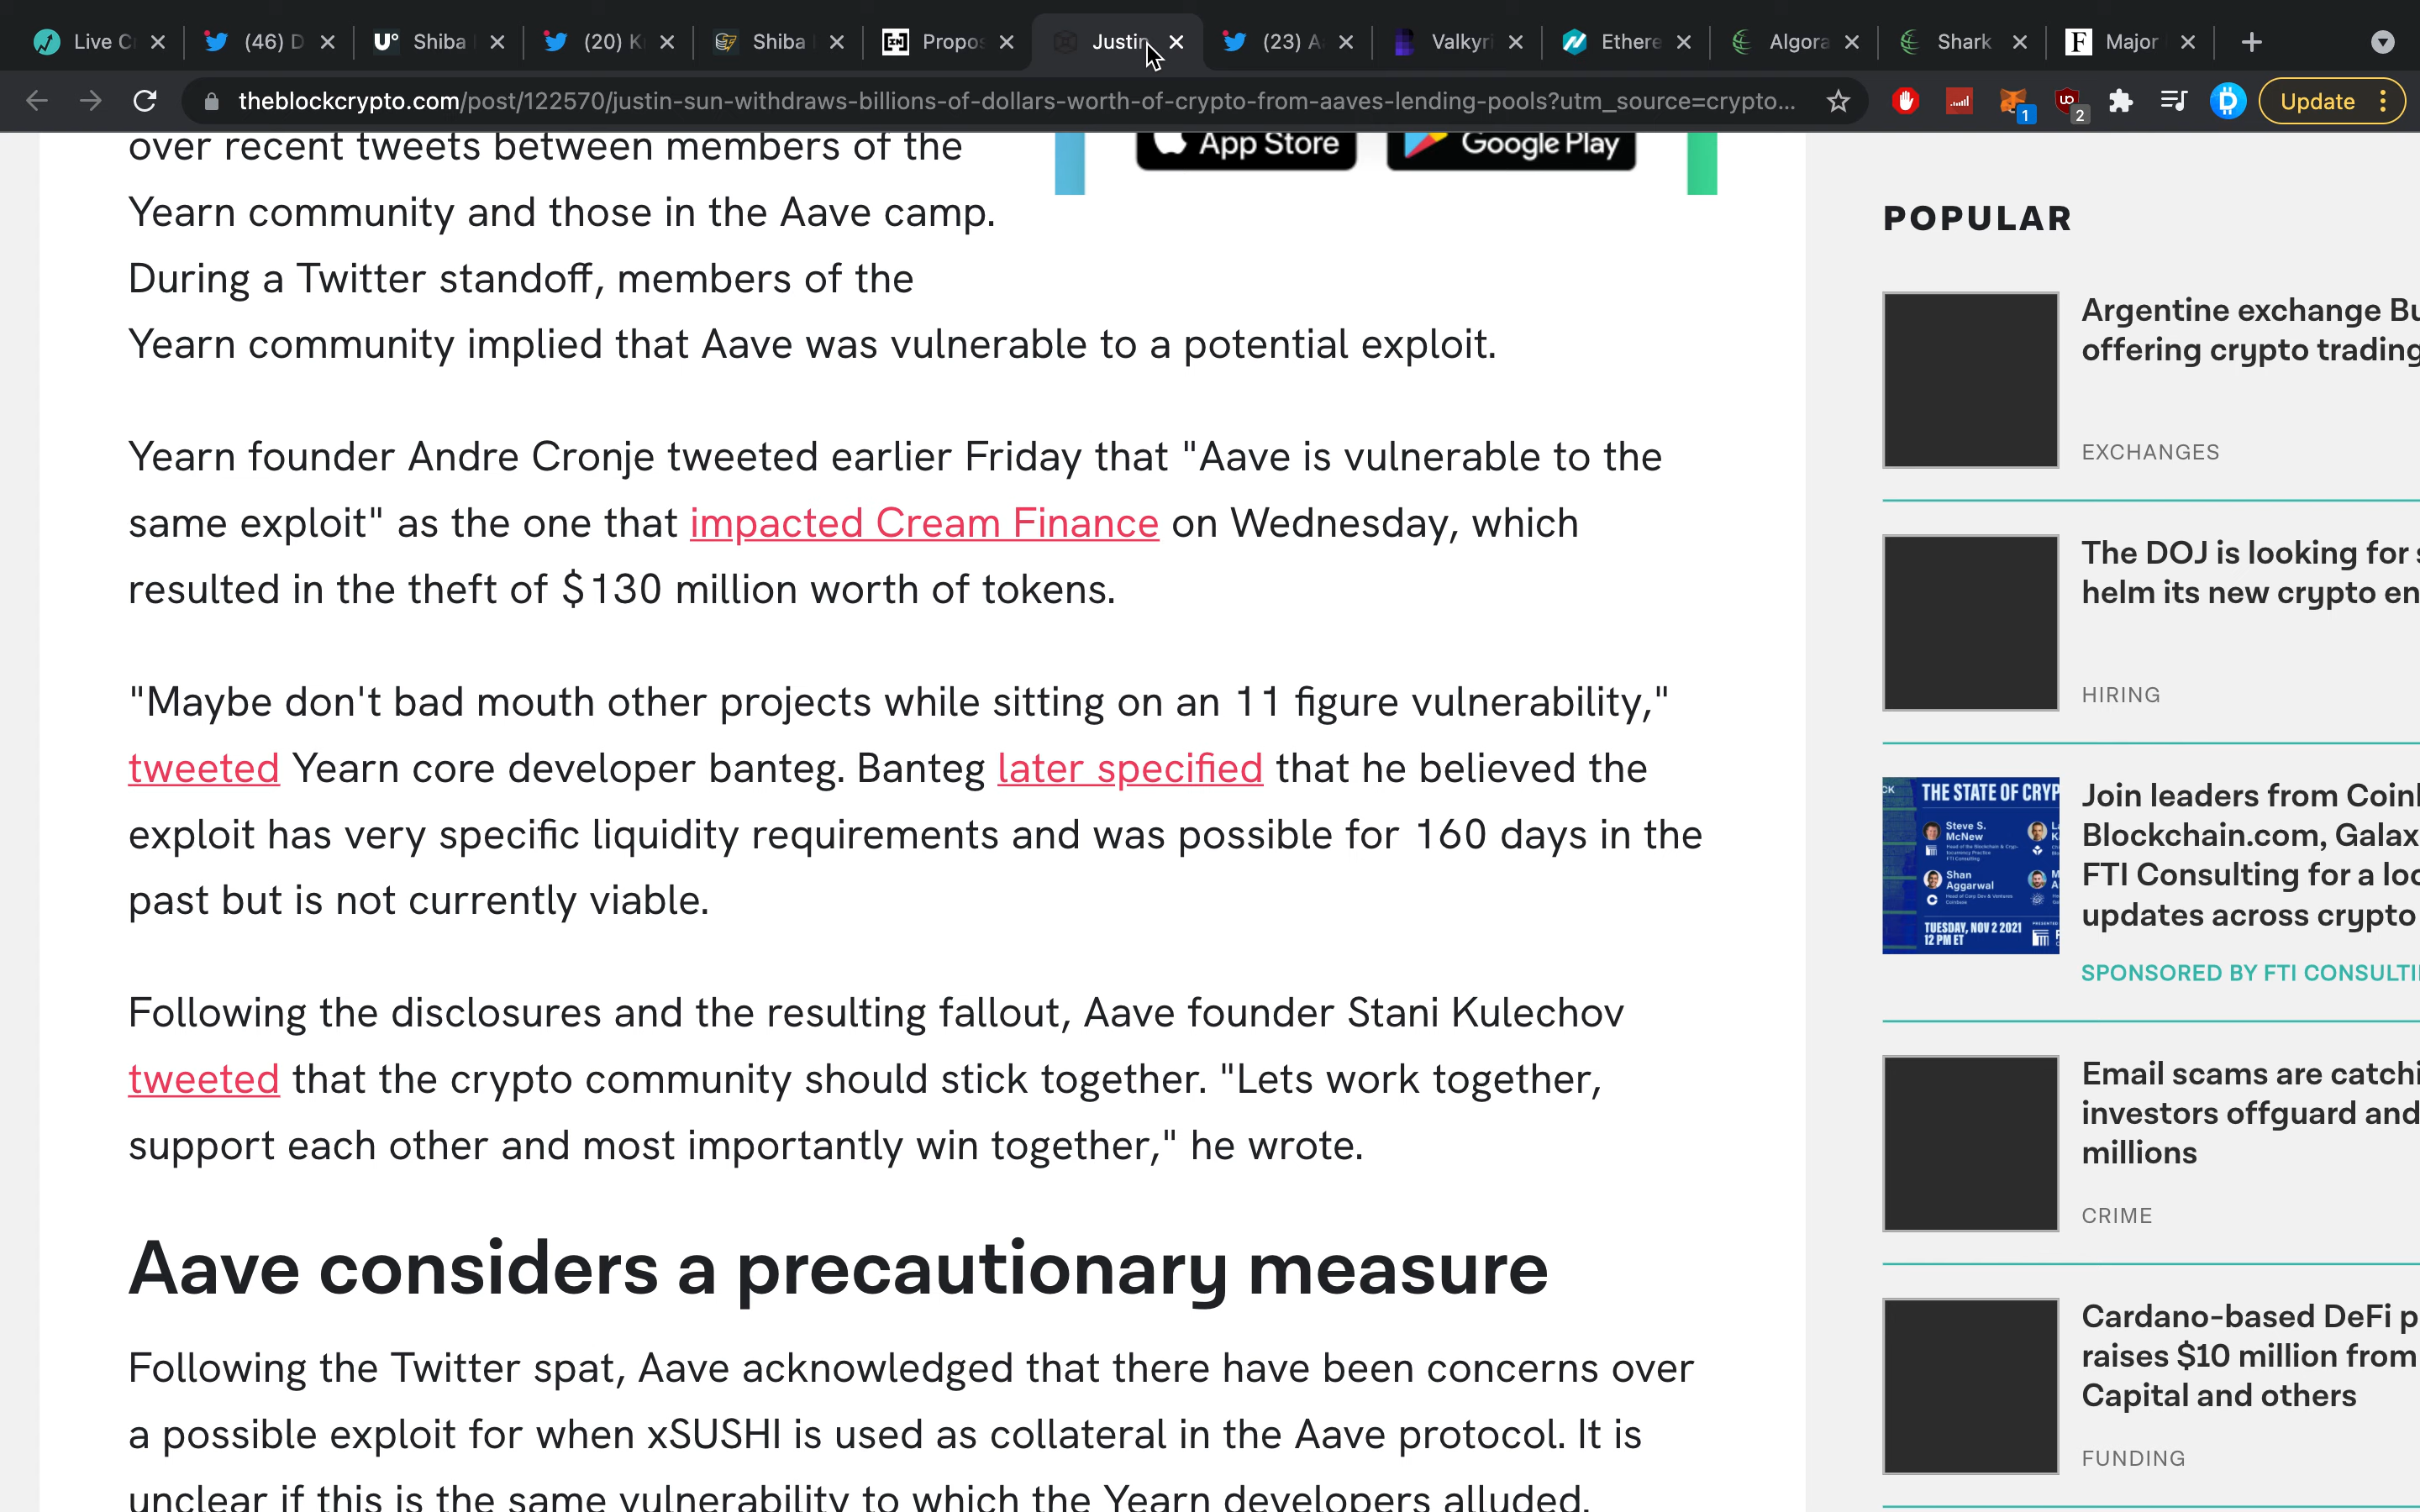 Live C
(46) D
Shiba
(20) K
Shiba
Propos
Justin
(23) A
Valkyri
Ethere
Algora
Shark
Major
theblockcrypto.com/post/122570/justin-sun-withdraws-billions-of-dollars-worth-of-crypto-from-aaves-lending-pools?utm_source=crypto...
1
2
Update
over recent tweets between members of the
Yearn community and those in the Aave camp.
During a Twitter standoff, members of the
Yearn community implied that Aave was vulnerable to a potential exploit.
App Store
Google Play
Yearn founder Andre Cronje tweeted earlier Friday that "Aave is vulnerable to the
same exploit" as the one that impacted Cream Finance on Wednesday, which
resulted in the theft of $130 million worth of tokens.
"Maybe don't bad mouth other projects while sitting on an 11 figure vulnerability,"
tweeted Yearn core developer banteg. Banteg later specified that he believed the
exploit has very specific liquidity requirements and was possible for 160 days in the
past but is not currently viable.
Following the disclosures and the resulting fallout, Aave founder Stani Kulechov
tweeted that the crypto community should stick together. "Lets work together,
support each other and most importantly win together," he wrote.
Aave considers a precautionary measure
Following the Twitter spat, Aave acknowledged that there have been concerns over
a possible exploit for when xSUSHI is used as collateral in the Aave protocol. It is
unclear if this is the same vulnerability to which the Yearn developers alluded.
POPULAR
Argentine exchange Bu
offering crypto trading
EXCHANGES
The DOJ is looking for s
helm its new crypto en
HIRING
THE STATE OF CRYP
Steve S.
McNew
Shan
Aggarwal
TUESDAY, NOV 2 2021
12 PM ET
Join leaders from Coin
Blockchain.com, Galax
FTI Consulting for a loo
updates across crypto
SPONSORED BY FTI CONSULTI
Email scams are catchi
investors offguard and
millions
CRIME
Cardano-based DeFi p
raises $10 million from
Capital and others
FUNDING